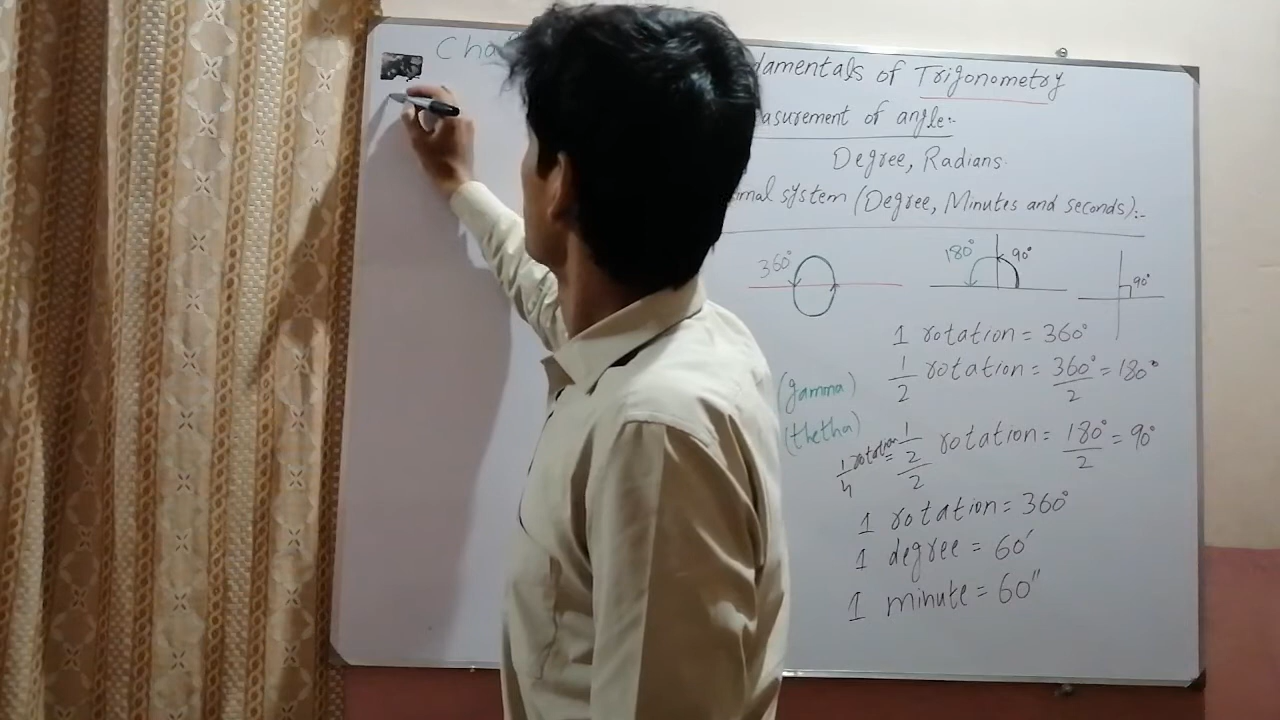 Cha
damentals of Trigonometry
asurement of angle:-
Degree, Radians.
mal system (Degree, Minutes and seconds):-
360° 180° 90° 90°
1 rotation = 360°
1/2 rotation = 360°/2 = 180°
(gamma)
(thetha)
1/4 rotation = 1/2/2 rotation = 180°/2 = 90°
1 rotation = 360°
1 degree = 60′
1 minute = 60″